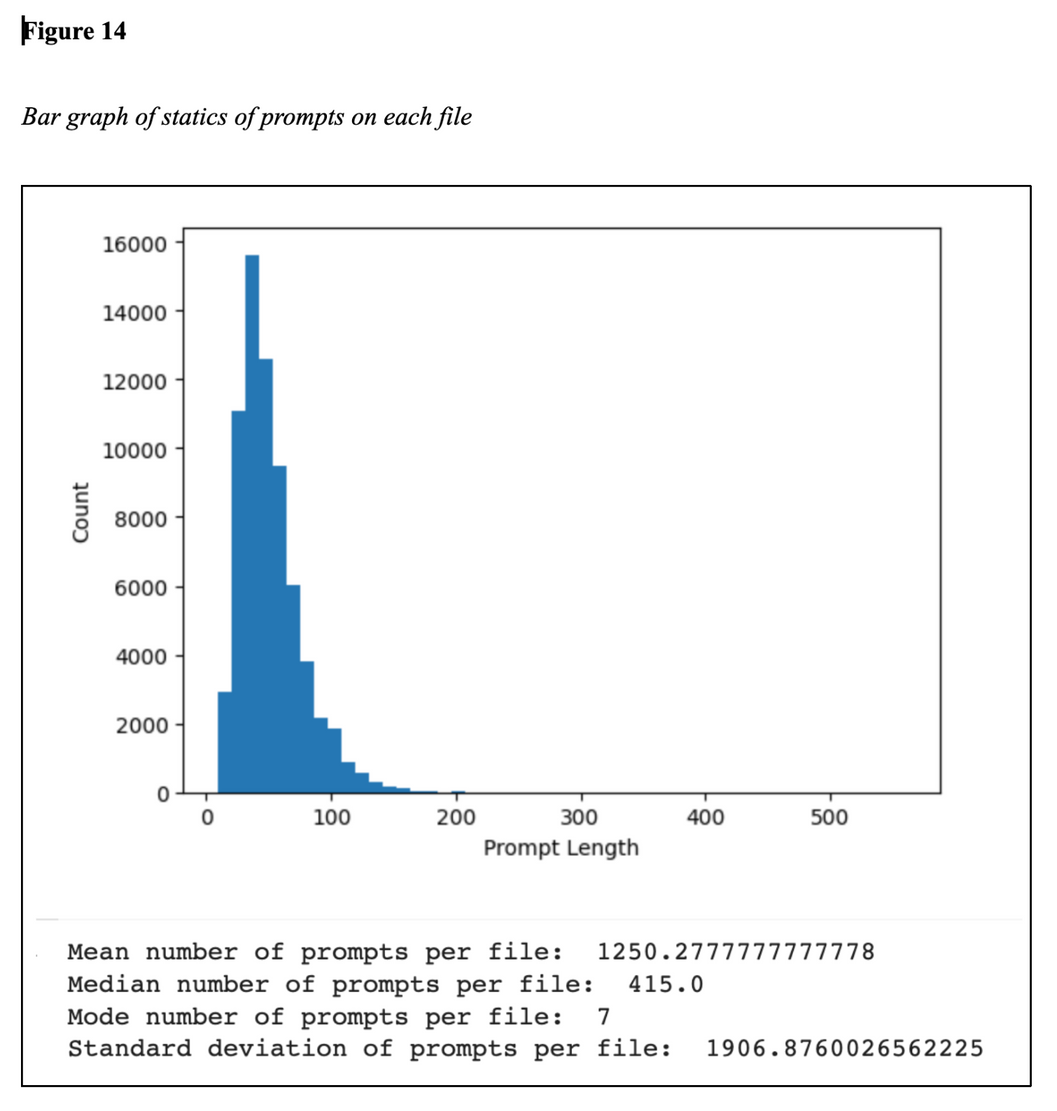 Figure 14
Bar graph of statics of prompts on each file
16000
14000
12000
10000
8000
6000
4000
2000
0
Count
0 100 200 300 400 500
Prompt Length
Mean number of prompts per file: 1250.2777777777778
Median number of prompts per file: 415.0
Mode number of prompts per file: 7
Standard deviation of prompts per file: 1906.8760026562225